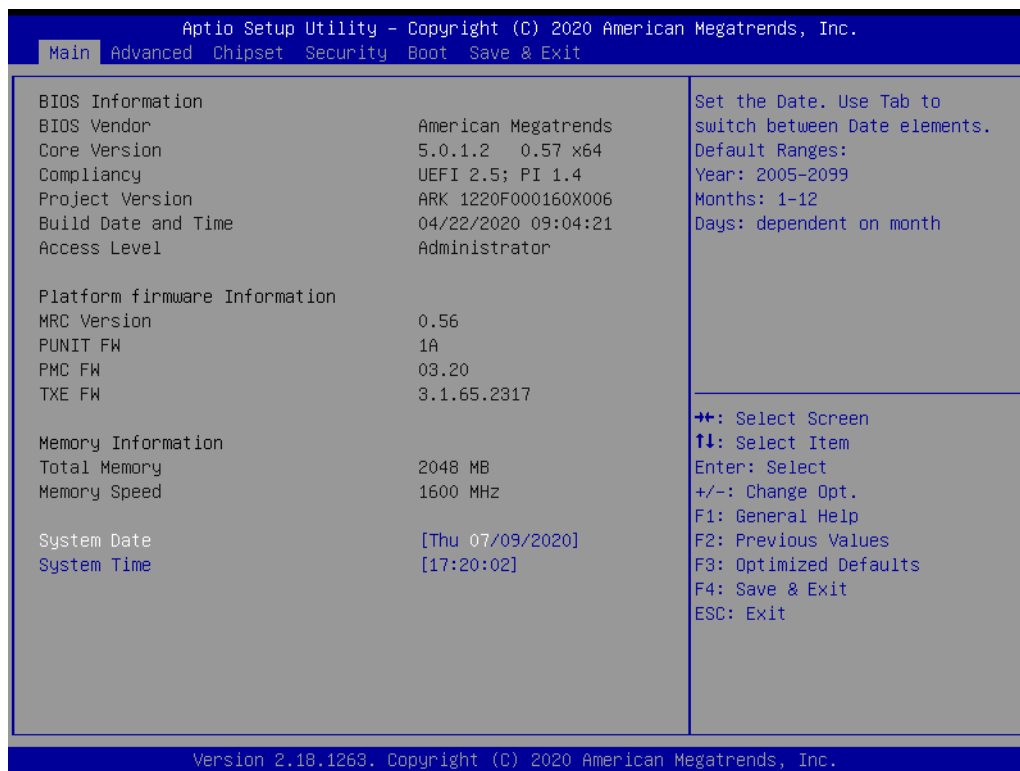 Aptio Setup Utility – Copyright (C) 2020 American Megatrends, Inc.
Main Advanced Chipset Security Boot Save & Exit
BIOS Information
BIOS Vendor American Megatrends
Core Version 5.0.1.2 0.57 x64
Compliancy UEFI 2.5; PI 1.4
Project Version ARK 1220F000160X006
Build Date and Time 04/22/2020 09:04:21
Access Level Administrator
Platform firmware Information
MRC Version 0.56
PUNIT FW 1A
PMC FW 03.20
TXE FW 3.1.65.2317
Memory Information
Total Memory 2048 MB
Memory Speed 1600 MHz
System Date [Thu 07/09/2020]
System Time [17:20:02]
Set the Date. Use Tab to
switch between Date elements.
Default Ranges:
Year: 2005-2099
Months: 1-12
Days: dependent on month
→←: Select Screen
↑↓: Select Item
Enter: Select
+/-: Change Opt.
F1: General Help
F2: Previous Values
F3: Optimized Defaults
F4: Save & Exit
ESC: Exit
Version 2.18.1263. Copyright (C) 2020 American Megatrends, Inc.